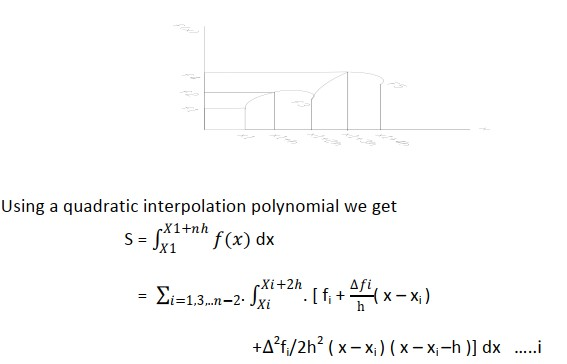 Using a quadratic interpolation polynomial we get
S = ∫_{X1}^{X1+nh} f(x) dx
= Σ_{i=1,3,..n−2.} ∫_{Xi}^{Xi+2h} . [ fᵢ + Δfi/h ( x – xᵢ )
+Δ²fᵢ/2h² ( x – xᵢ ) ( x – xᵢ –h )] dx .....i